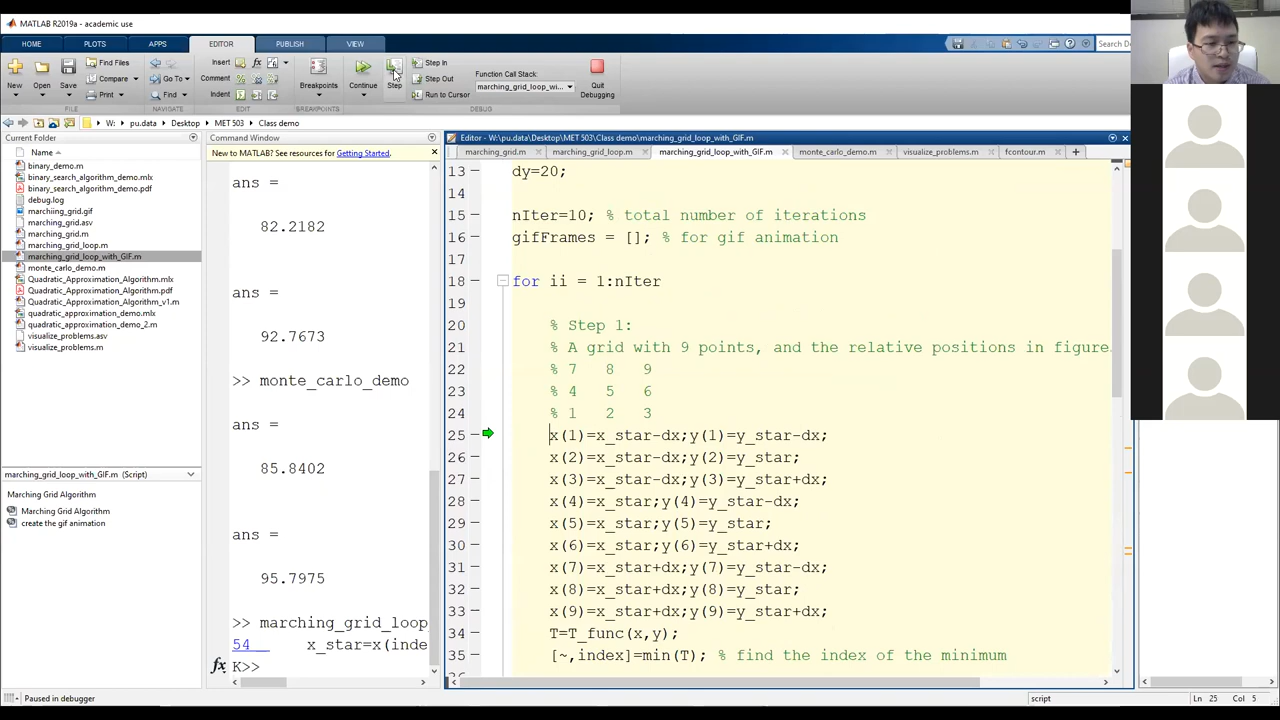 MATLAB R2019a - academic use
HOME PLOTS APPS EDITOR PUBLISH VIEW Search Doc
New Open Save Find Files Compare Print Go To Find Insert Comment Indent Breakpoints Continue Step Step In Step Out Run to Cursor Function Call Stack: marching_grid_loop_wi... Quit Debugging
FILE NAVIGATE EDIT BREAKPOINTS DEBUG
W: pu.data Desktop MET 503 Class demo
Current Folder
Name
binary_demo.m
binary_search_algorithm_demo.mlx
binary_search_algorithm_demo.pdf
debug.log
marchiing_grid.gif
marching_grid.asv
marching_grid.m
marching_grid_loop.m
marching_grid_loop_with_GIF.m
monte_carlo_demo.m
Quadratic_Approximation_Algorithm.mlx
Quadratic_Approximation_Algorithm.pdf
Quadratic_Approximation_Algorithm_v1.m
quadratic_approximation_demo.mlx
quadratic_approximation_demo_2.m
visualize_problems.asv
visualize_problems.m
marching_grid_loop_with_GIF.m (Script)
Marching Grid Algorithm
Marching Grid Algorithm
create the gif animation
Command Window
New to MATLAB? See resources for Getting Started.
ans =
82.2182
ans =
92.7673
>> monte_carlo_demo
ans =
85.8402
ans =
95.7975
>> marching_grid_loop_
54 x_star=x(inde
fx K>>
Editor - W:\pu.data\Desktop\MET 503\Class demo\marching_grid_loop_with_GIF.m
marching_grid.m marching_grid_loop.m marching_grid_loop_with_GIF.m monte_carlo_demo.m visualize_problems.m fcontour.m
13 dy=20;
14
15 nIter=10; % total number of iterations
16 gifFrames = []; % for gif animation
17
18 for ii = 1:nIter
19
20 % Step 1:
21 % A grid with 9 points, and the relative positions in figure.
22 % 7 8 9
23 % 4 5 6
24 % 1 2 3
25 x(1)=x_star-dx;y(1)=y_star-dx;
26 x(2)=x_star-dx;y(2)=y_star;
27 x(3)=x_star-dx;y(3)=y_star+dx;
28 x(4)=x_star;y(4)=y_star-dx;
29 x(5)=x_star;y(5)=y_star;
30 x(6)=x_star;y(6)=y_star+dx;
31 x(7)=x_star+dx;y(7)=y_star-dx;
32 x(8)=x_star+dx;y(8)=y_star;
33 x(9)=x_star+dx;y(9)=y_star+dx;
34 T=T_func(x,y);
35 [~,index]=min(T); % find the index of the minimum
Paused in debugger script Ln 25 Col 5